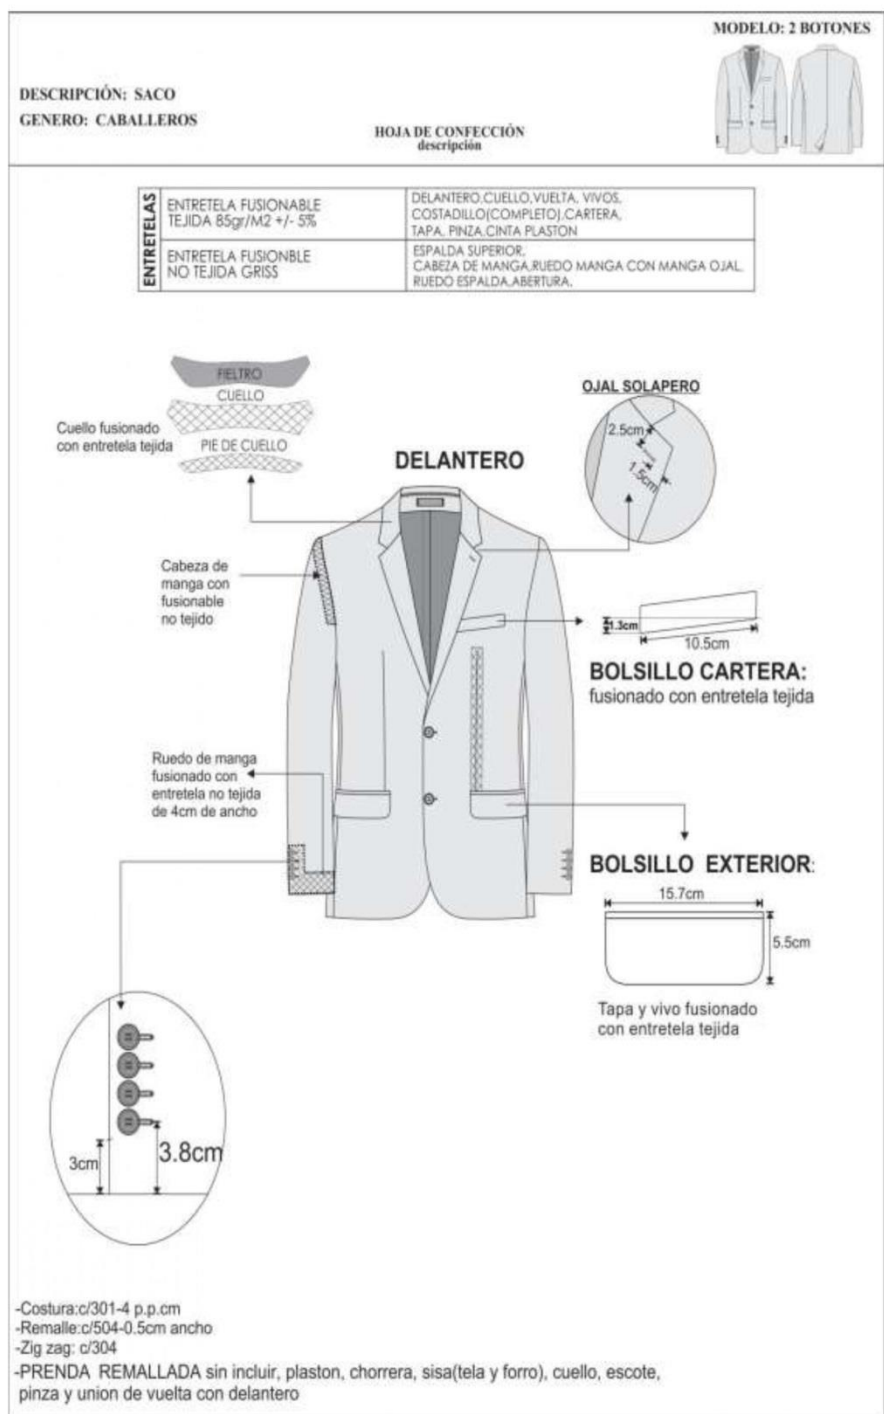 MODELO: 2 BOTONES
DESCRIPCIÓN: SACO
GENERO: CABALLEROS
HOJA DE CONFECCIÓN
descripción
ENTRETELAS
ENTRETELA FUSIONABLE
TEJIDA 85gr/M2 +/- 5%
DELANTERO,CUELLO,VUELTA, VIVOS,
COSTADILLO(COMPLETO),CARTERA,
TAPA, PINZA,CINTA PLASTON
ENTRETELA FUSIONBLE
NO TEJIDA GRISS
ESPALDA SUPERIOR,
CABEZA DE MANGA,RUEDO MANGA CON MANGA OJAL,
RUEDO ESPALDA,ABERTURA,
FIELTRO
CUELLO
PIE DE CUELLO
Cuello fusionado
con entretela tejida
OJAL SOLAPERO
2.5cm
1.5cm
DELANTERO
Cabeza de
manga con
fusionable
no tejido
1.3cm
10.5cm
BOLSILLO CARTERA:
fusionado con entretela tejida
Ruedo de manga
fusionado con
entretela no tejida
de 4cm de ancho
BOLSILLO EXTERIOR:
15.7cm
5.5cm
Tapa y vivo fusionado
con entretela tejida
3cm
3.8cm
-Costura:c/301-4 p.p.cm
-Remalle:c/504-0.5cm ancho
-Zig zag: c/304
-PRENDA REMALLADA sin incluir, plaston, chorrera, sisa(tela y forro), cuello, escote,
pinza y union de vuelta con delantero